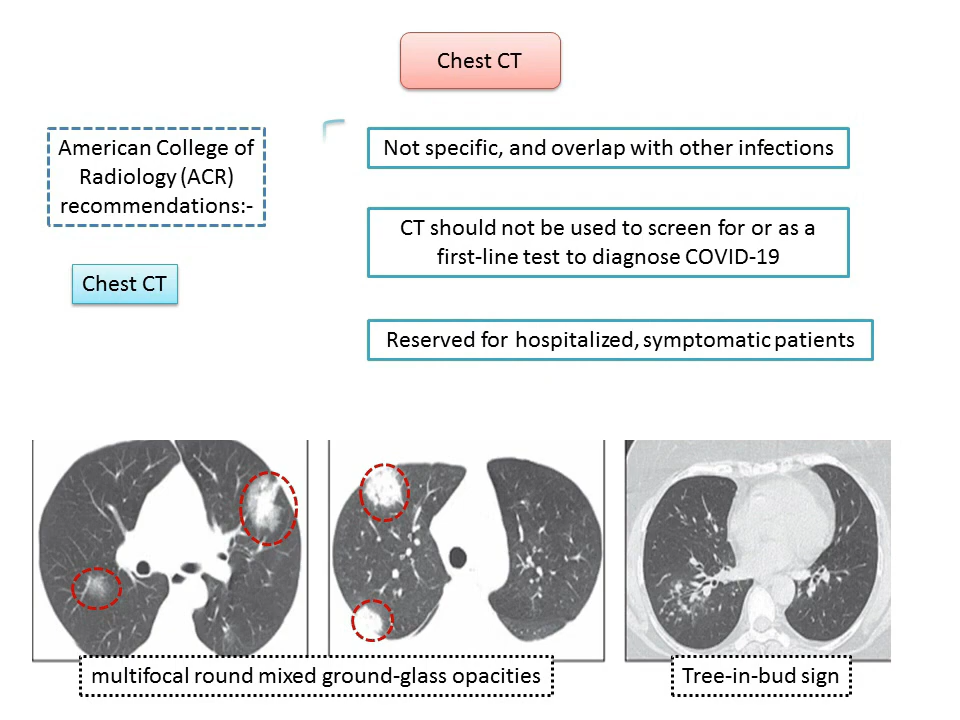 Chest CT
American College of
Radiology (ACR)
recommendations:-
Chest CT
Not specific, and overlap with other infections
CT should not be used to screen for or as a
first-line test to diagnose COVID-19
Reserved for hospitalized, symptomatic patients
multifocal round mixed ground-glass opacities
Tree-in-bud sign